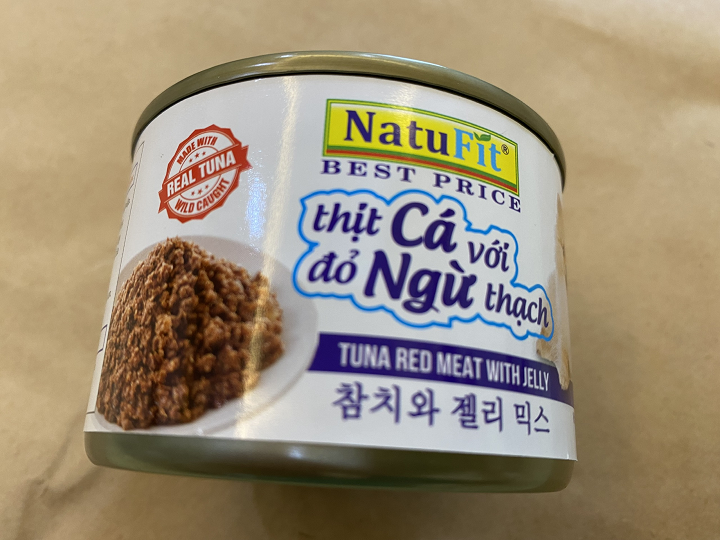 MADE WITH
REAL TUNA
WILD CAUGHT
NatuFit®
BEST PRICE
thịt Cá với
đỏ Ngừ thạch
TUNA RED MEAT WITH JELLY
참치와 젤리 믹스